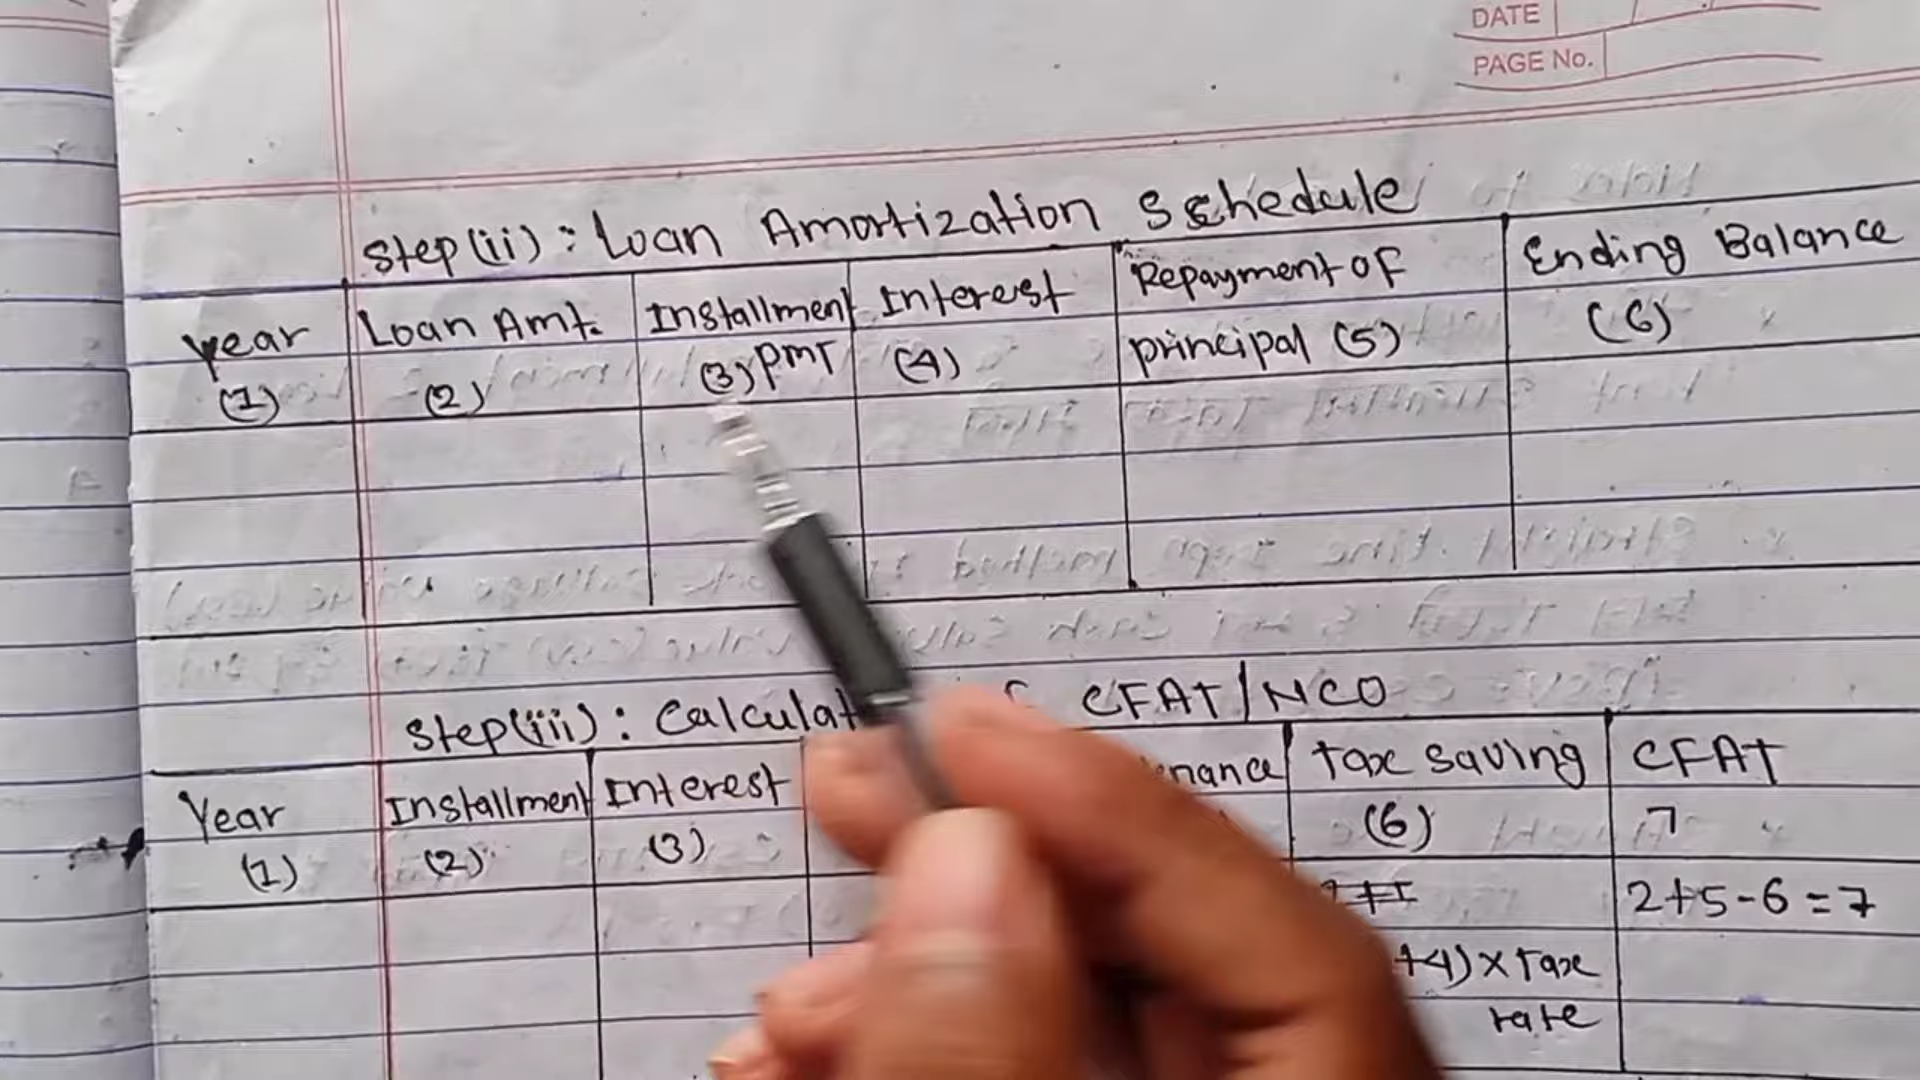 DATE
PAGE No.
Step(ii): Loan Amortization Schedule
Year (1) | Loan Amt. (2) | Installment (3) PMT | Interest (4) | Repayment of principal (5) | Ending Balance (6)
Step(iii): Calculat CFAT/NCO
Year (1) | Installment (2) | Interest (3) | Tax saving (6) | CFAT 7
2+5-6=7
+4)×Tax
rate